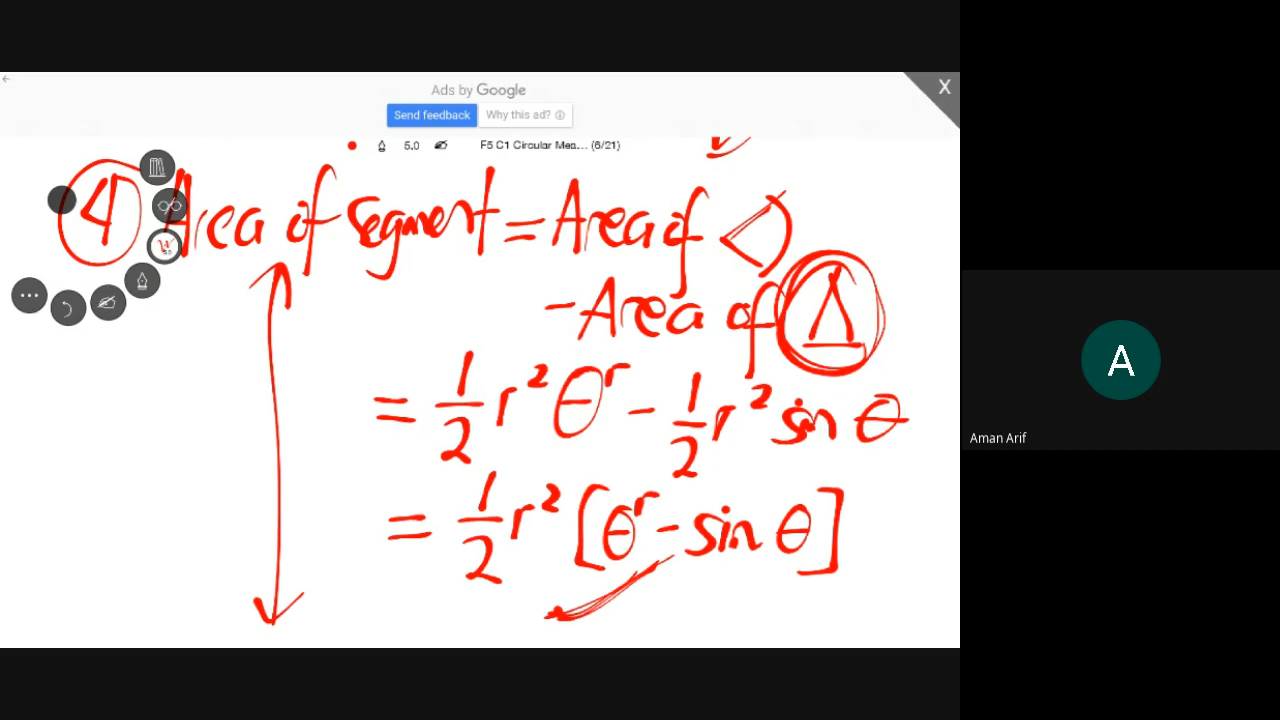 Ads by Google
X
Send feedback
Why this ad?
5.0 F5 C1 Circular Mea... (6/21)
④ Area of segment = Area of
- Area of Δ
= 1/2 r² θʳ - 1/2 r² sin θ
= 1/2 r² [θʳ - sin θ]
A
Aman Arif